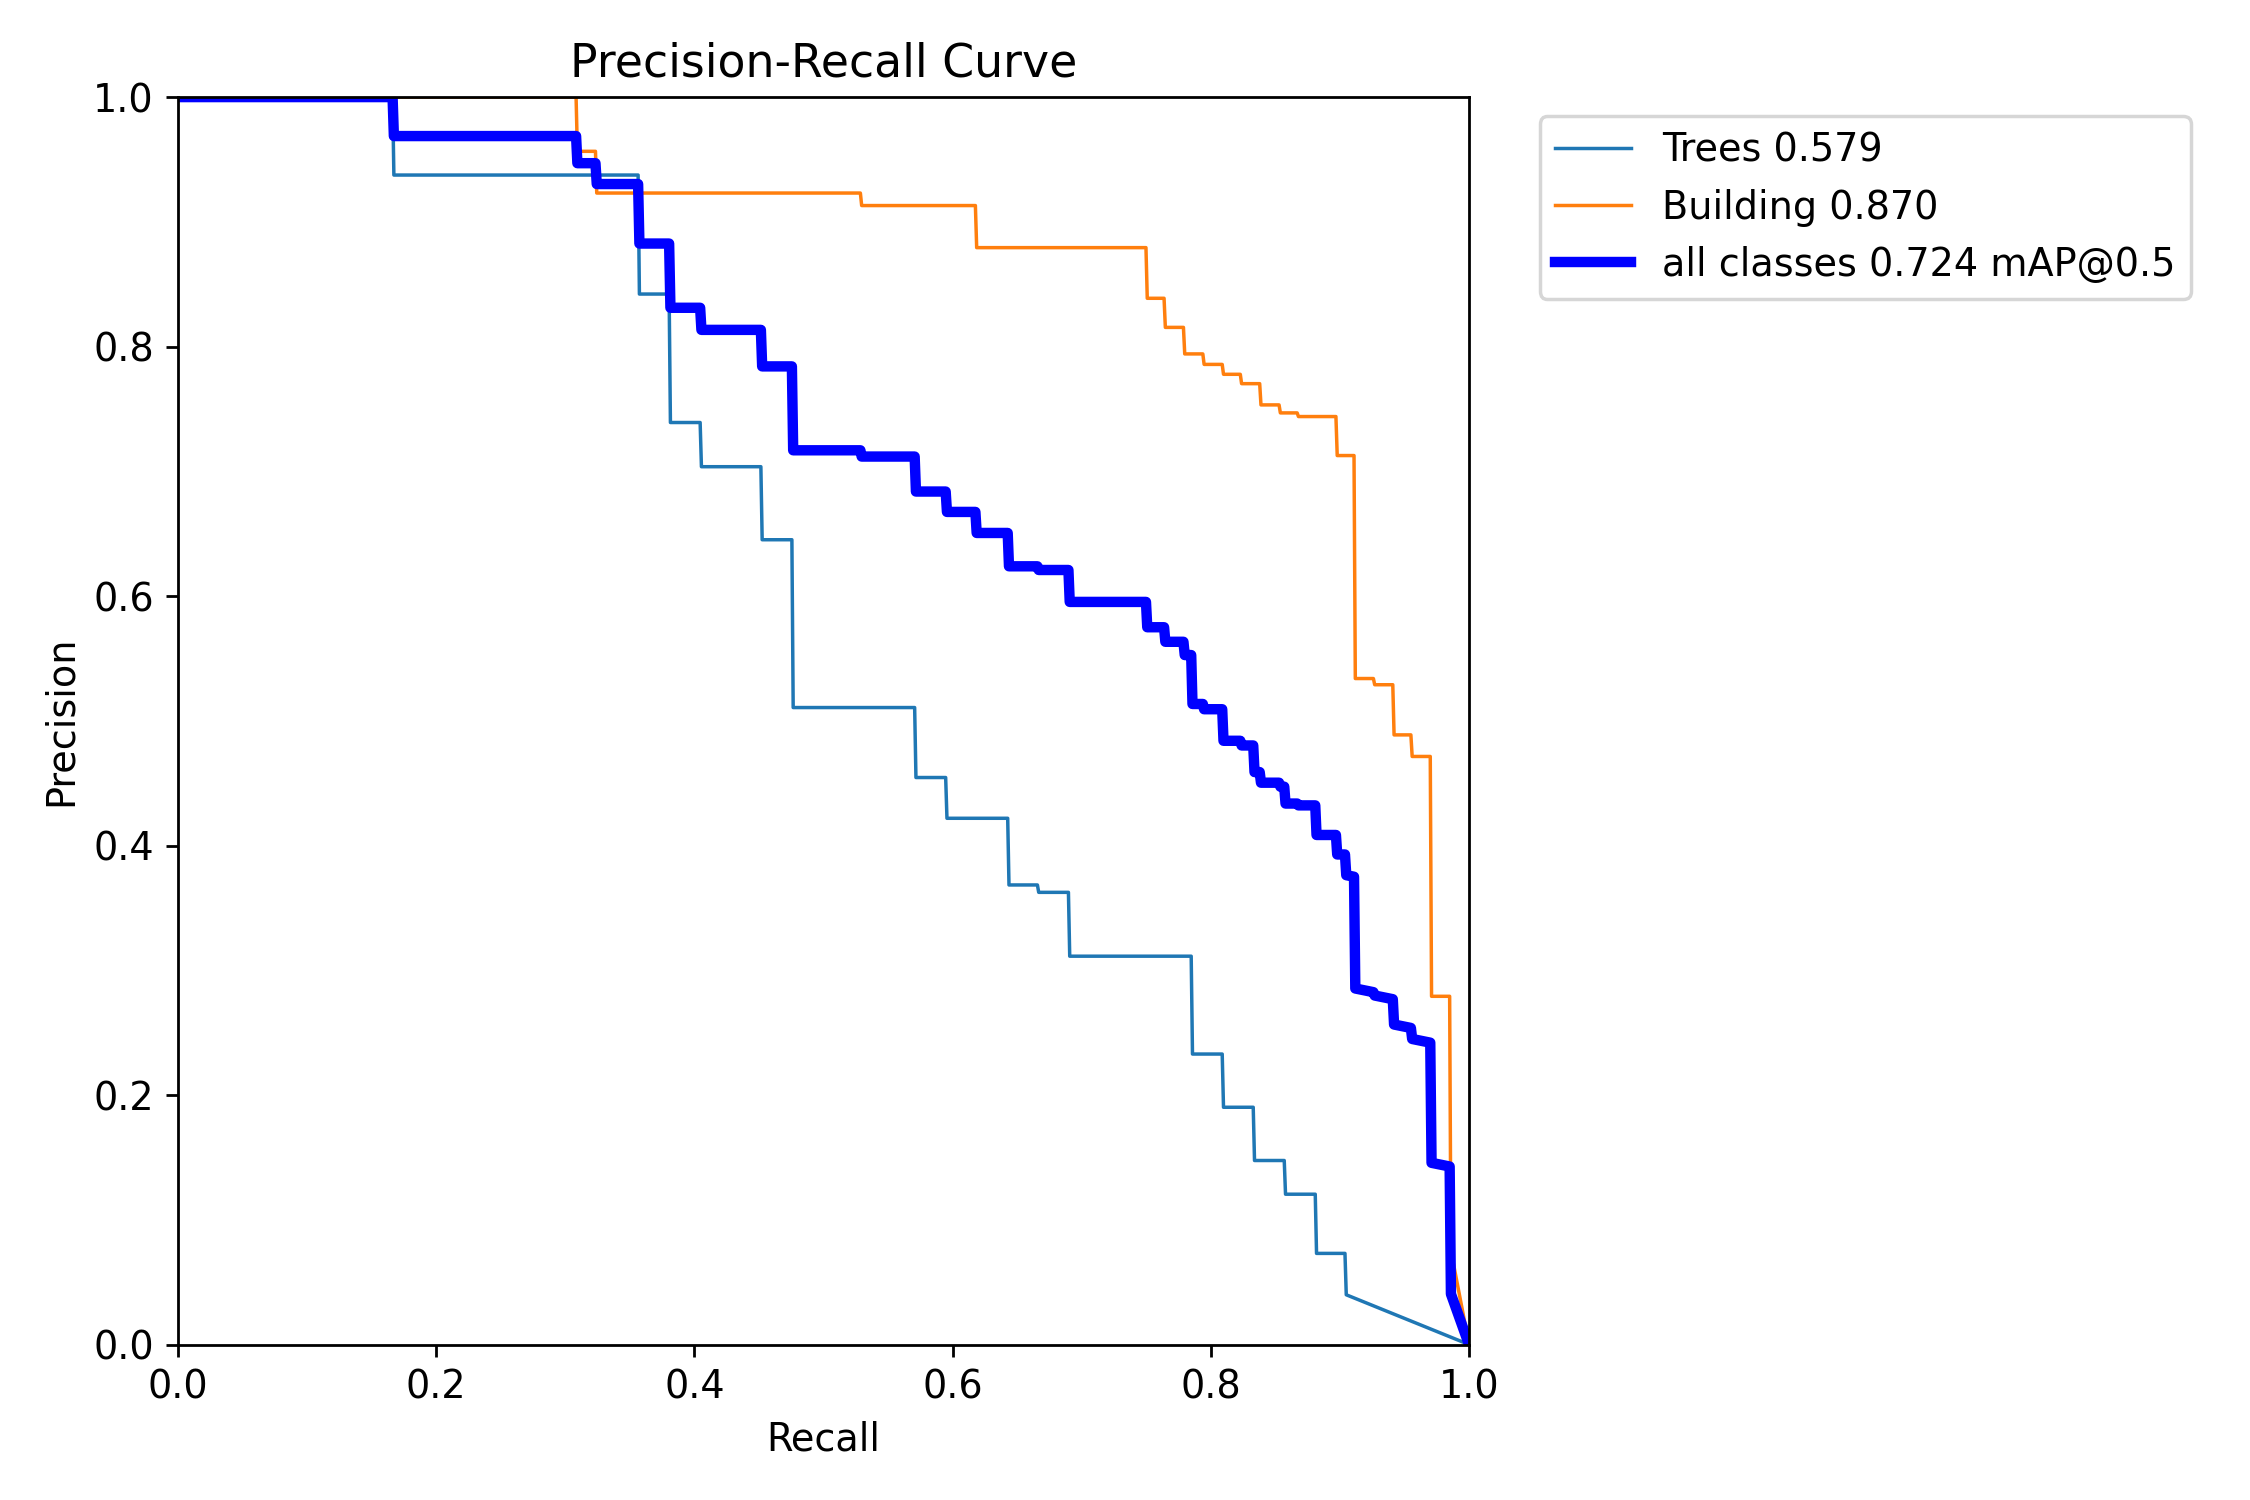 Precision-Recall Curve
1.0
0.8
0.6
0.4
0.2
0.0
Precision
0.0 0.2 0.4 0.6 0.8 1.0
Recall
Trees 0.579
Building 0.870
all classes 0.724 mAP@0.5